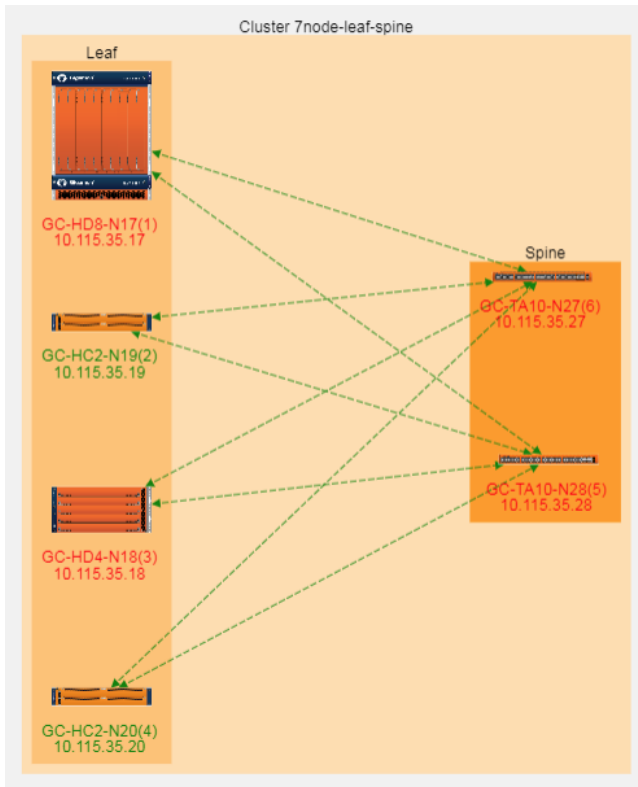 Cluster 7node-leaf-spine
Leaf
GC-HD8-N17(1)
10.115.35.17
GC-HC2-N19(2)
10.115.35.19
GC-HD4-N18(3)
10.115.35.18
GC-HC2-N20(4)
10.115.35.20
Spine
GC-TA10-N27(6)
10.115.35.27
GC-TA10-N28(5)
10.115.35.28